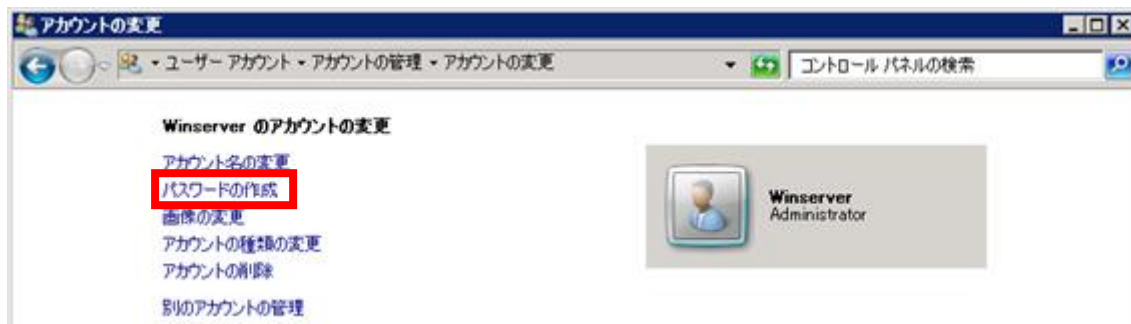 アカウントの変更
ユーザー アカウント アカウントの管理 アカウントの変更 コントロール パネルの検索
Winserver のアカウントの変更
アカウント名の変更
パスワードの作成
画像の変更
アカウントの種類の変更
アカウントの削除
別のアカウントの管理
Winserver
Administrator